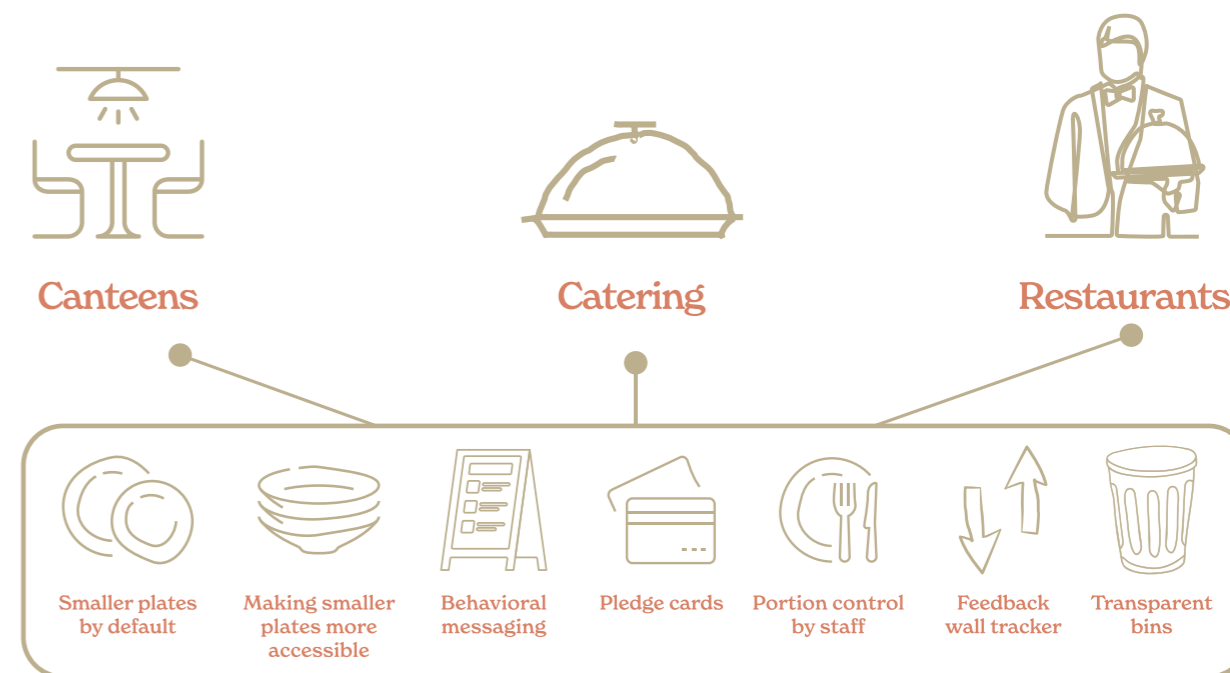 Canteens
Catering
Restaurants
Smaller plates
by default
Making smaller
plates more
accessible
Behavioral
messaging
Pledge cards
Portion control
by staff
Feedback
wall tracker
Transparent
bins